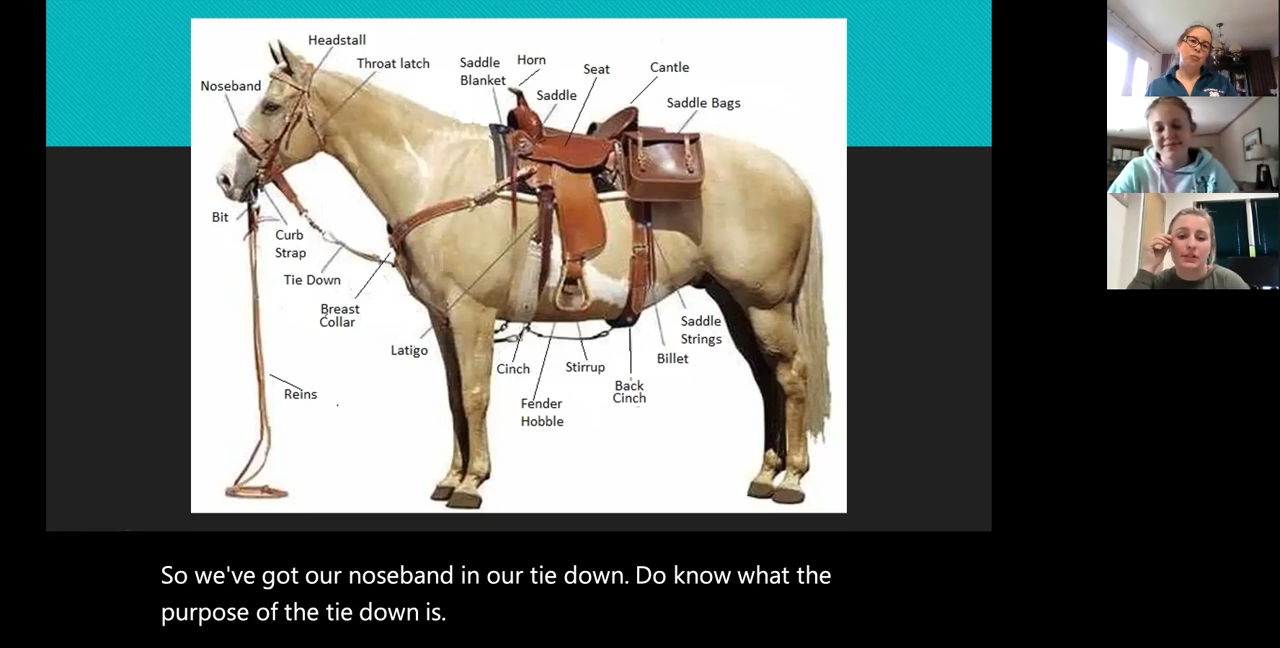 Headstall
Throat latch
Noseband
Saddle
Blanket
Horn
Saddle
Seat
Cantle
Saddle Bags
Bit
Curb
Strap
Tie Down
Breast
Collar
Latigo
Reins
Cinch
Fender
Hobble
Stirrup
Back
Cinch
Billet
Saddle
Strings
So we've got our noseband in our tie down. Do know what the
purpose of the tie down is.